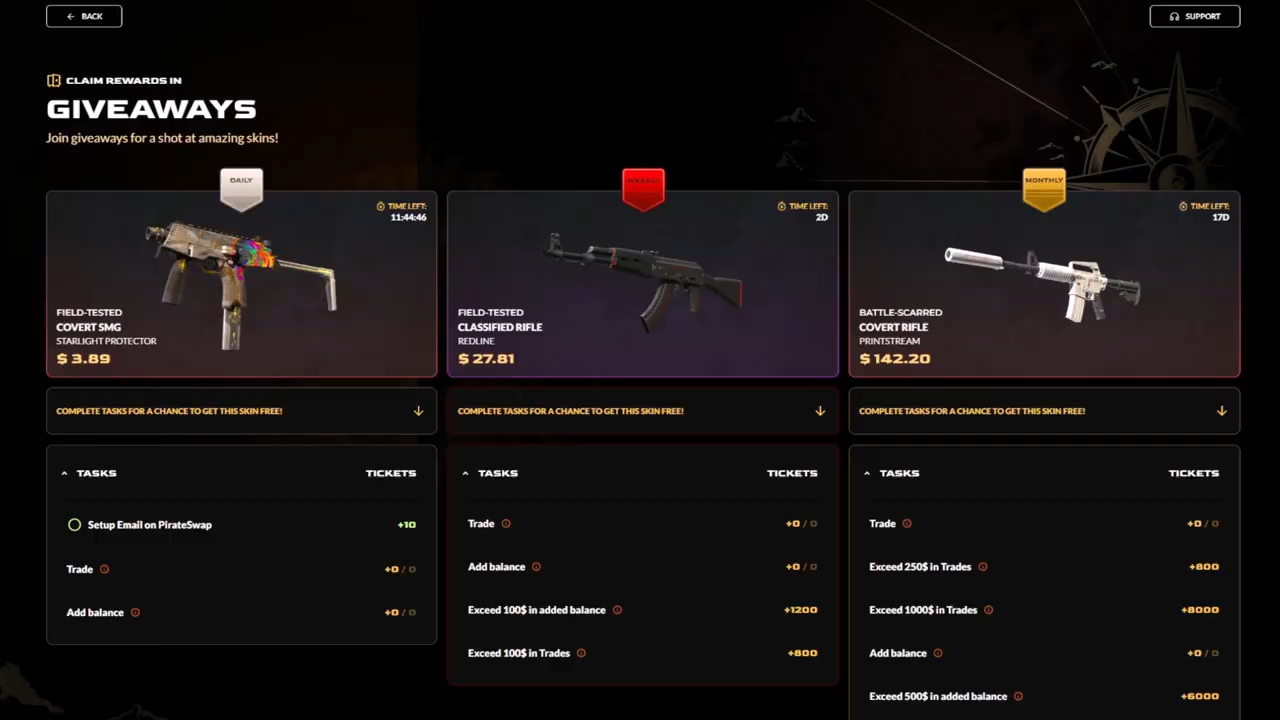 BACK
SUPPORT
CLAIM REWARDS IN
GIVEAWAYS
Join giveaways for a shot at amazing skins!
DAILY
TIME LEFT:
11:44:46
FIELD-TESTED
COVERT SMG
STARLIGHT PROTECTOR
$ 3.89
WEEKLY
TIME LEFT:
2D
FIELD-TESTED
CLASSIFIED RIFLE
REDLINE
$ 27.81
MONTHLY
TIME LEFT:
17D
BATTLE-SCARRED
COVERT RIFLE
PRINTSTREAM
$ 142.20
COMPLETE TASKS FOR A CHANCE TO GET THIS SKIN FREE!
COMPLETE TASKS FOR A CHANCE TO GET THIS SKIN FREE!
COMPLETE TASKS FOR A CHANCE TO GET THIS SKIN FREE!
TASKS TICKETS
Setup Email on PirateSwap +10
Trade +0 / 0
Add balance +0 / 0
TASKS TICKETS
Trade +0 / 0
Add balance +0 / 0
Exceed 100$ in added balance +1200
Exceed 100$ in Trades +800
TASKS TICKETS
Trade +0 / 0
Exceed 250$ in Trades +800
Exceed 1000$ in Trades +8000
Add balance +0 / 0
Exceed 500$ in added balance +6000